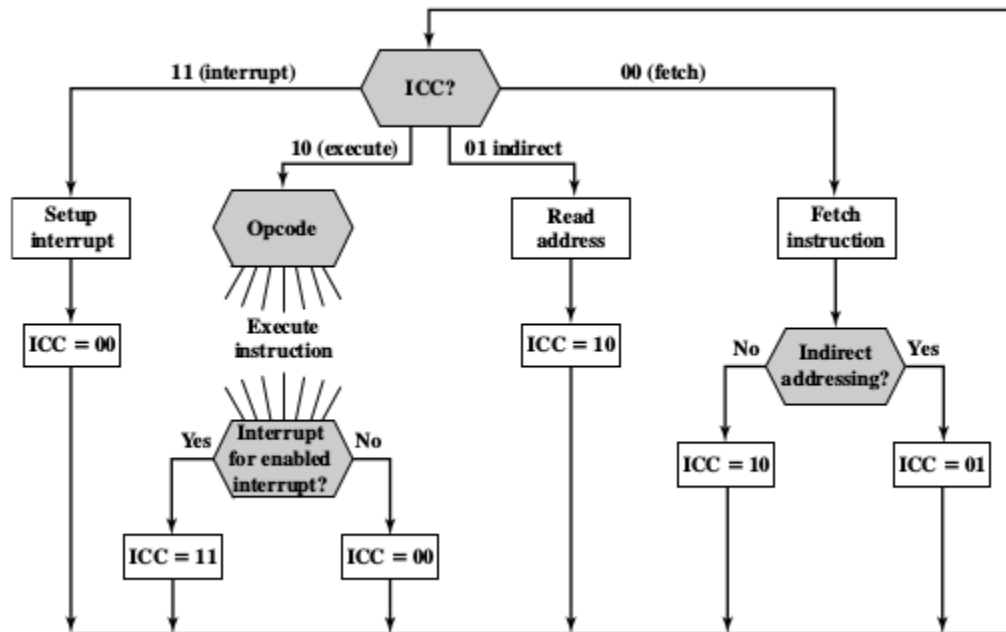 ICC?
11 (interrupt)
00 (fetch)
10 (execute)
01 indirect
Setup
interrupt
Opcode
Read
address
Fetch
instruction
ICC = 00
Execute
instruction
ICC = 10
No
Indirect
addressing?
Yes
Yes
Interrupt
for enabled
interrupt?
No
ICC = 10
ICC = 01
ICC = 11
ICC = 00